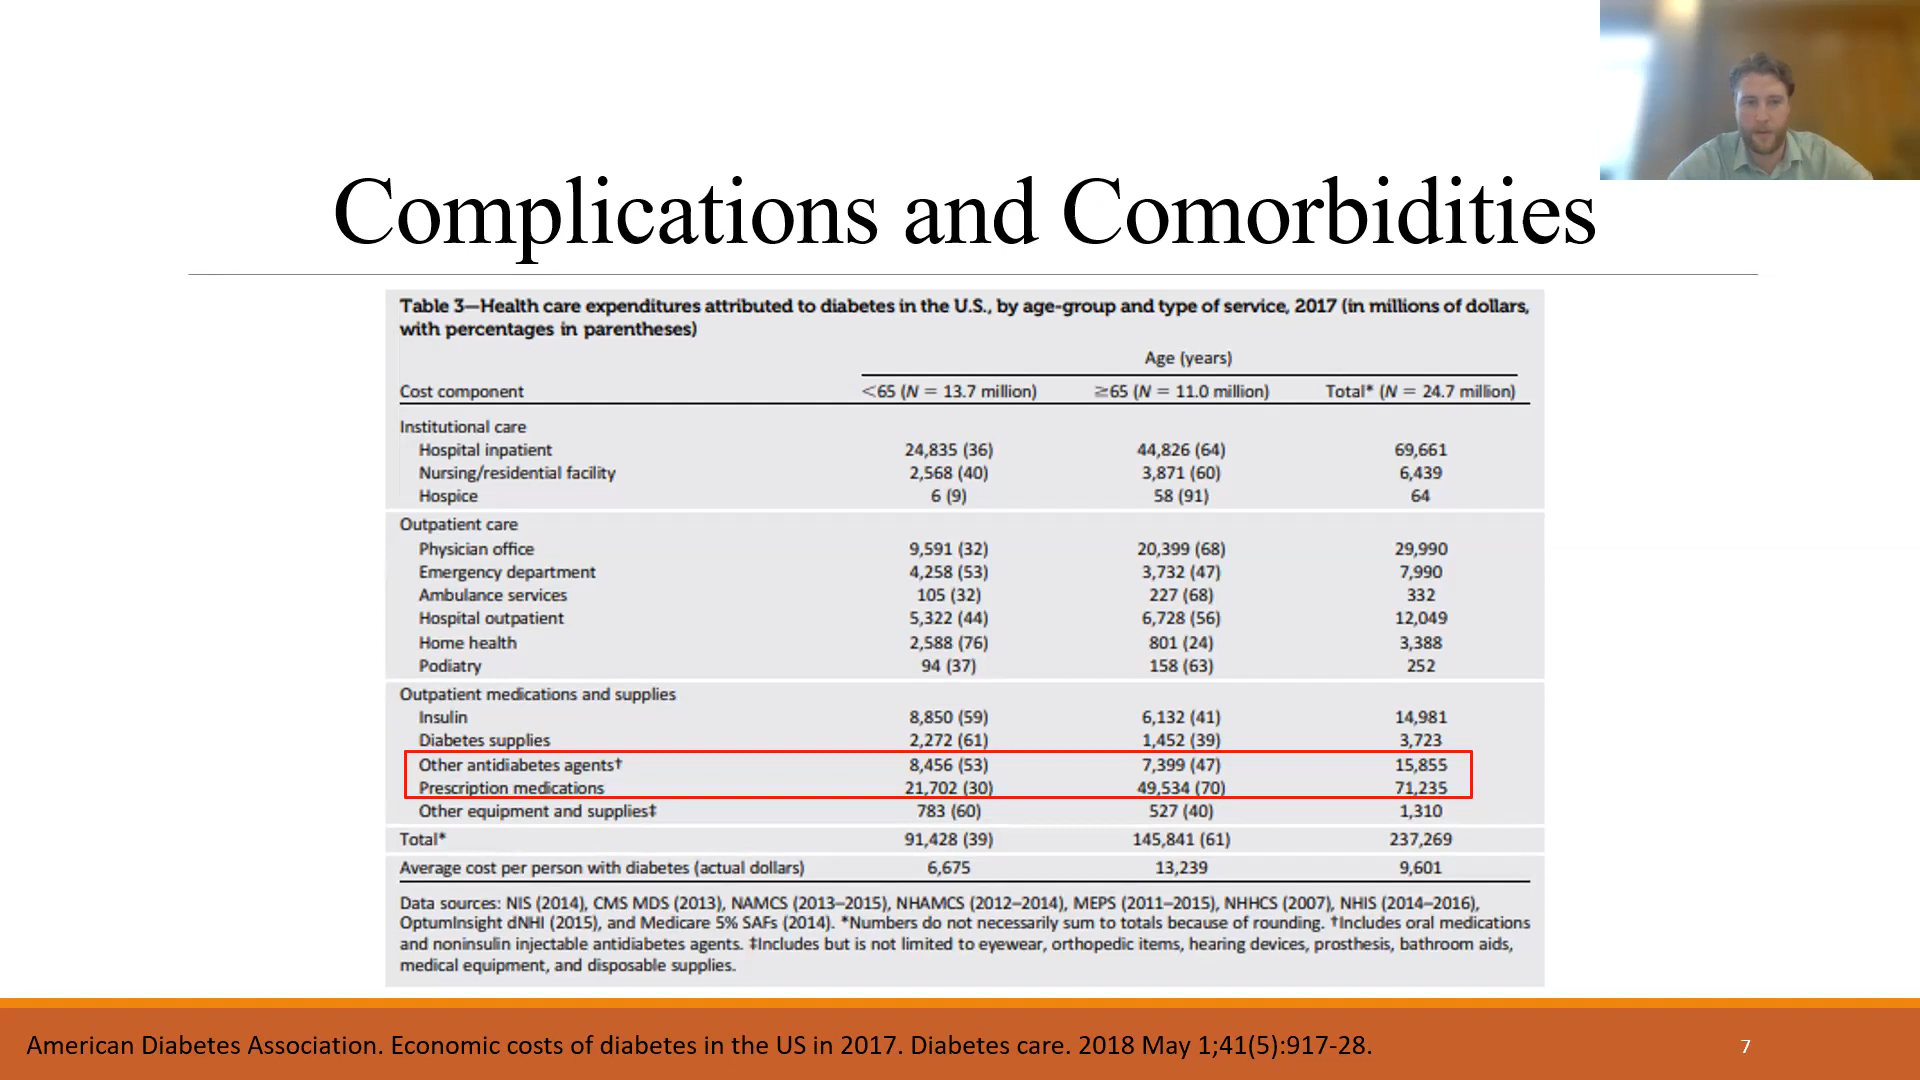 Complications and Comorbidities
Table 3—Health care expenditures attributed to diabetes in the U.S., by age-group and type of service, 2017 (in millions of dollars,
with percentages in parentheses)
Age (years)
Cost component <65 (N = 13.7 million) ≥65 (N = 11.0 million) Total* (N = 24.7 million)
Institutional care
Hospital inpatient 24,835 (36) 44,826 (64) 69,661
Nursing/residential facility 2,568 (40) 3,871 (60) 6,439
Hospice 6 (9) 58 (91) 64
Outpatient care
Physician office 9,591 (32) 20,399 (68) 29,990
Emergency department 4,258 (53) 3,732 (47) 7,990
Ambulance services 105 (32) 227 (68) 332
Hospital outpatient 5,322 (44) 6,728 (56) 12,049
Home health 2,588 (76) 801 (24) 3,388
Podiatry 94 (37) 158 (63) 252
Outpatient medications and supplies
Insulin 8,850 (59) 6,132 (41) 14,981
Diabetes supplies 2,272 (61) 1,452 (39) 3,723
Other antidiabetes agents† 8,456 (53) 7,399 (47) 15,855
Prescription medications 21,702 (30) 49,534 (70) 71,235
Other equipment and supplies‡ 783 (60) 527 (40) 1,310
Total* 91,428 (39) 145,841 (61) 237,269
Average cost per person with diabetes (actual dollars) 6,675 13,239 9,601
Data sources: NIS (2014), CMS MDS (2013), NAMCS (2013–2015), NHAMCS (2012–2014), MEPS (2011–2015), NHHCS (2007), NHIS (2014–2016),
OptumInsight dNHI (2015), and Medicare 5% SAFs (2014). *Numbers do not necessarily sum to totals because of rounding. †Includes oral medications
and noninsulin injectable antidiabetes agents. ‡Includes but is not limited to eyewear, orthopedic items, hearing devices, prosthesis, bathroom aids,
medical equipment, and disposable supplies.
American Diabetes Association. Economic costs of diabetes in the US in 2017. Diabetes care. 2018 May 1;41(5):917-28.
7